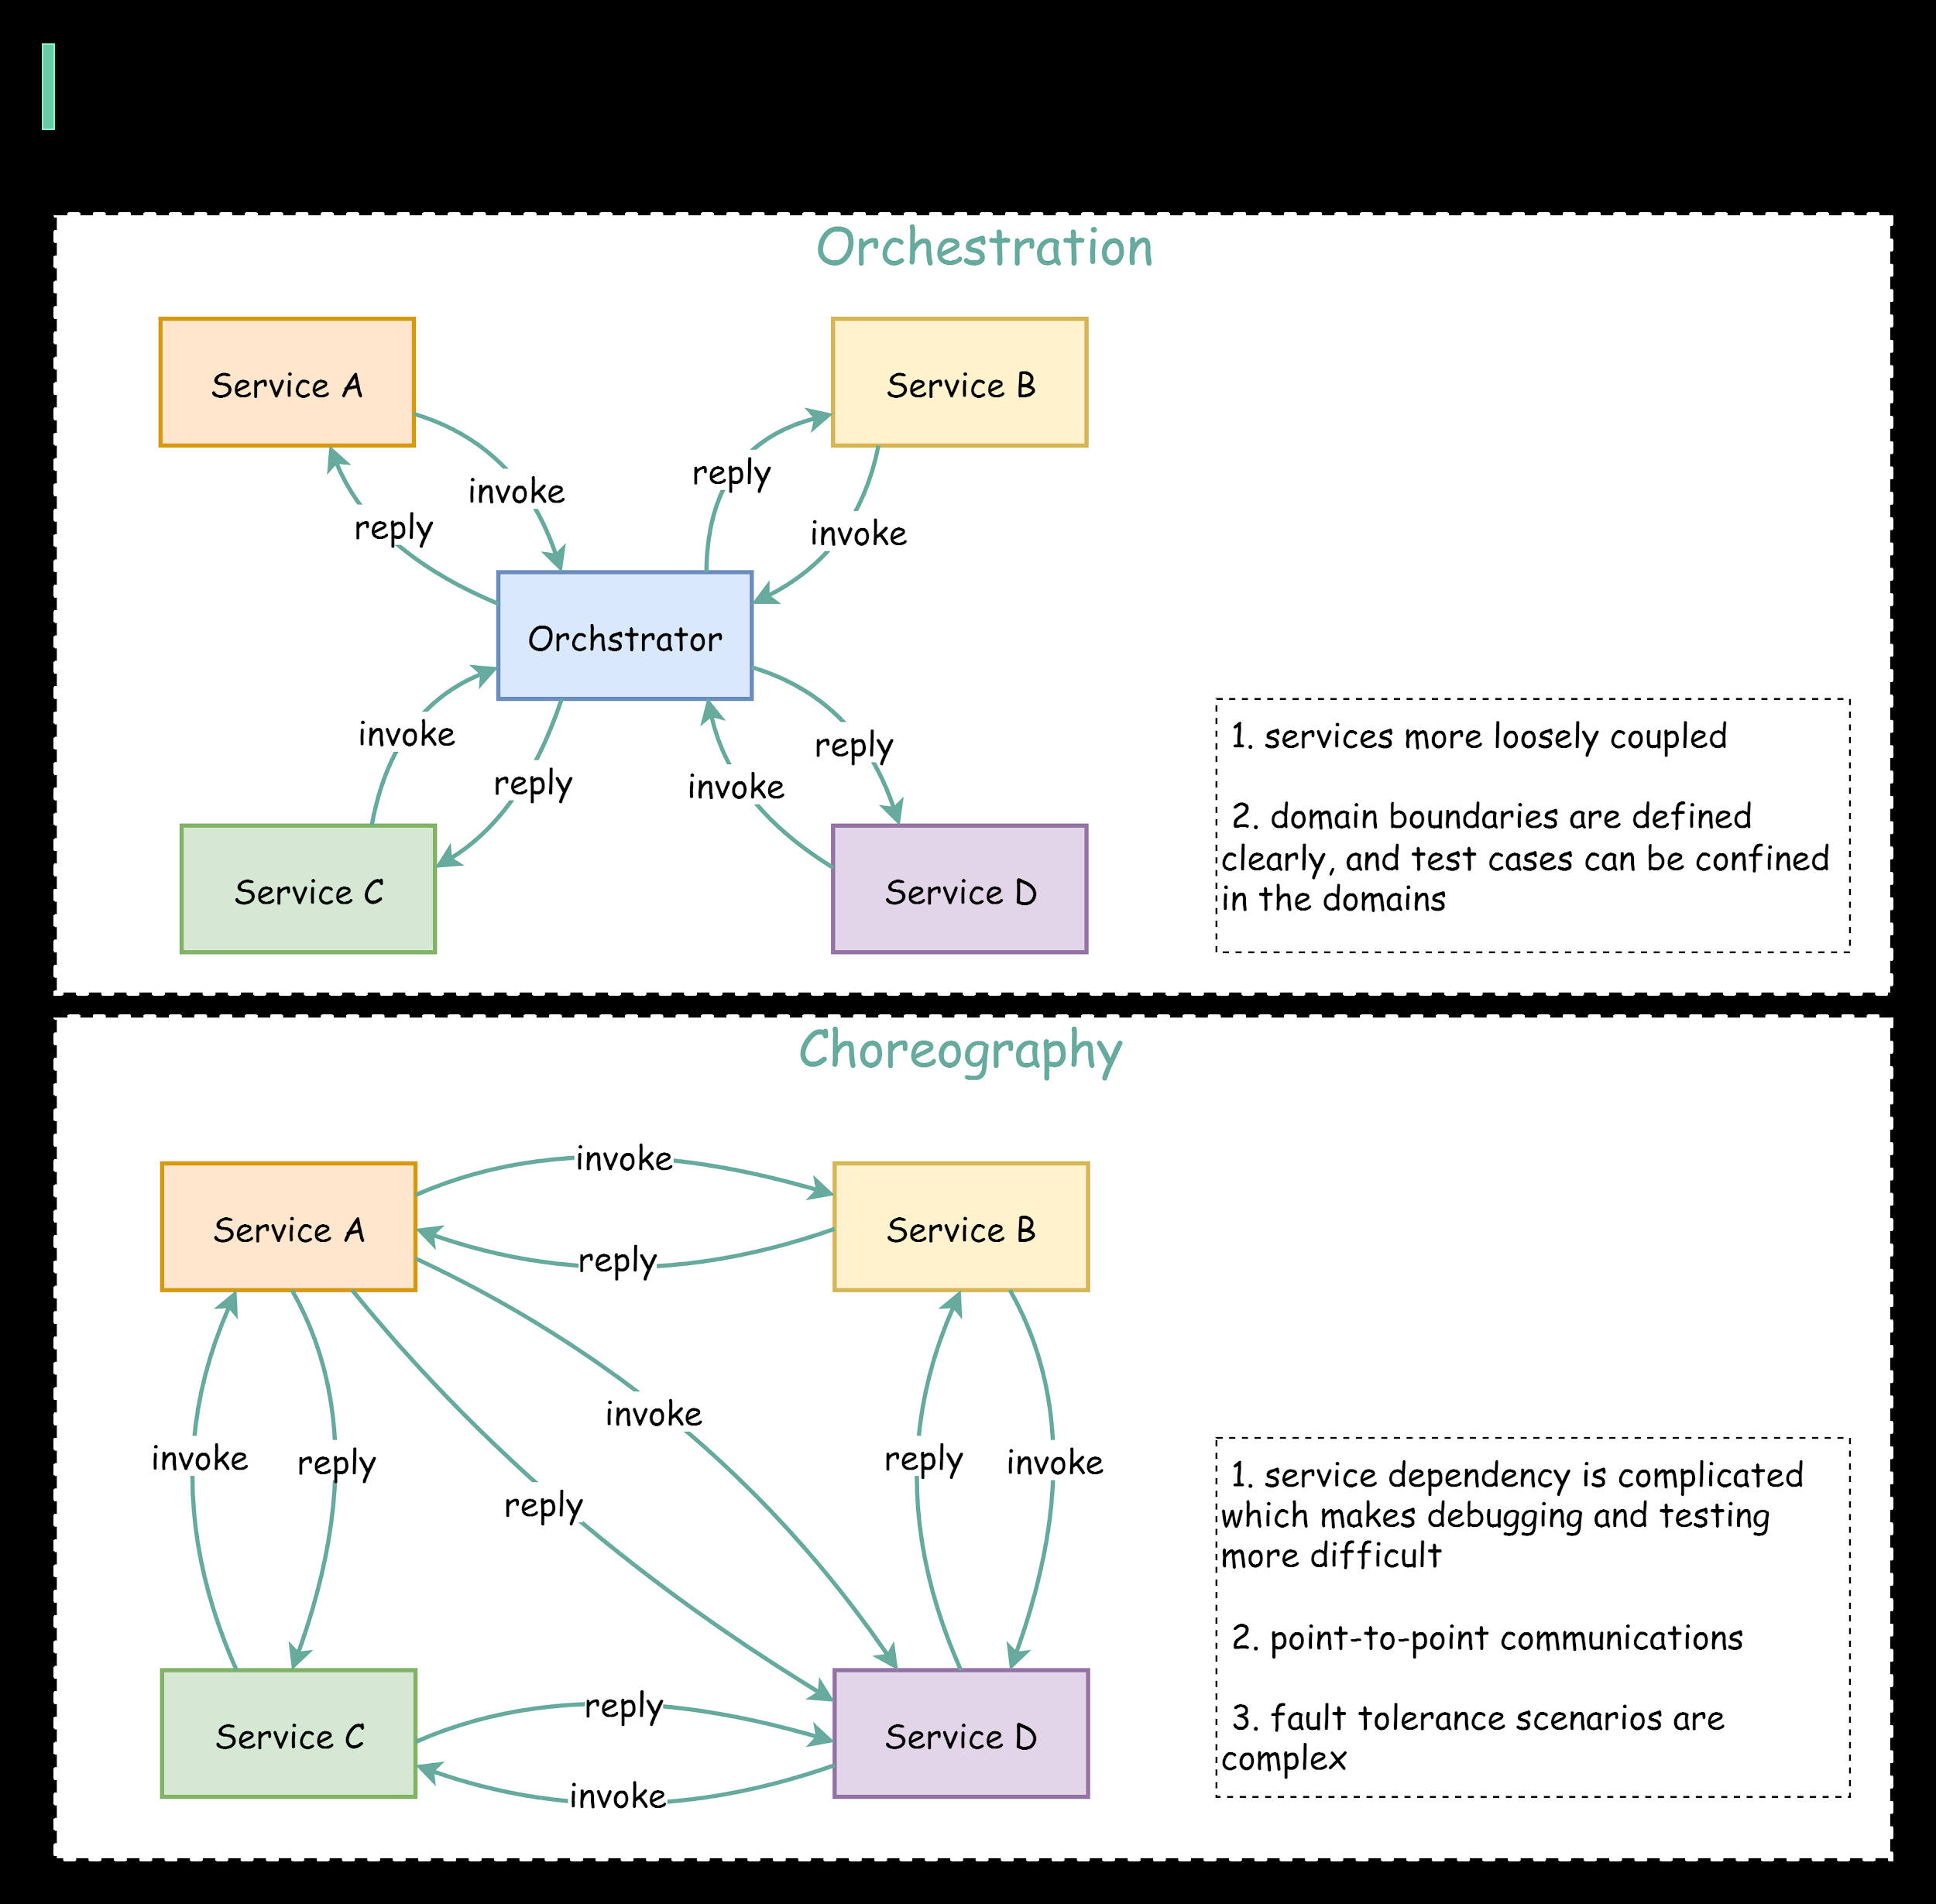 Orchestration
Service A
Service B
invoke
reply
reply
invoke
Orchstrator
invoke
reply
reply
invoke
Service C
Service D
1. services more loosely coupled
2. domain boundaries are defined
clearly, and test cases can be confined
in the domains
Choreography
invoke
Service A
Service B
reply
invoke
invoke
reply
reply
invoke
reply
reply
Service C
Service D
invoke
1. service dependency is complicated
which makes debugging and testing
more difficult
2. point-to-point communications
3. fault tolerance scenarios are
complex